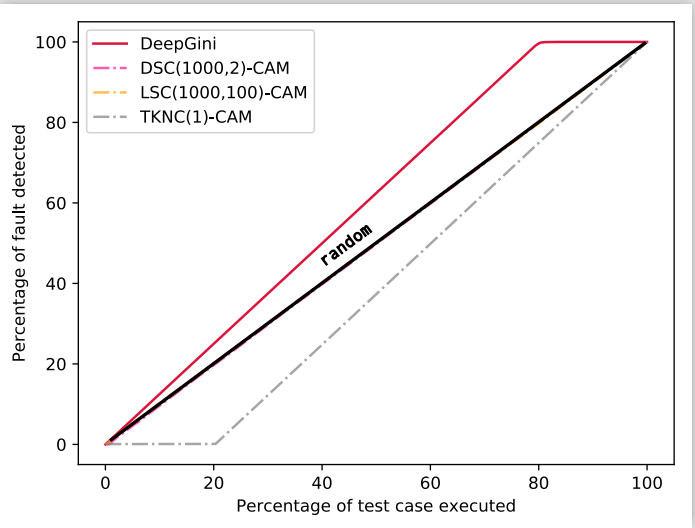 DeepGini
DSC(1000,2)-CAM
LSC(1000,100)-CAM
TKNC(1)-CAM
100
80
60
40
20
0
Percentage of fault detected
random
0 20 40 60 80 100
Percentage of test case executed